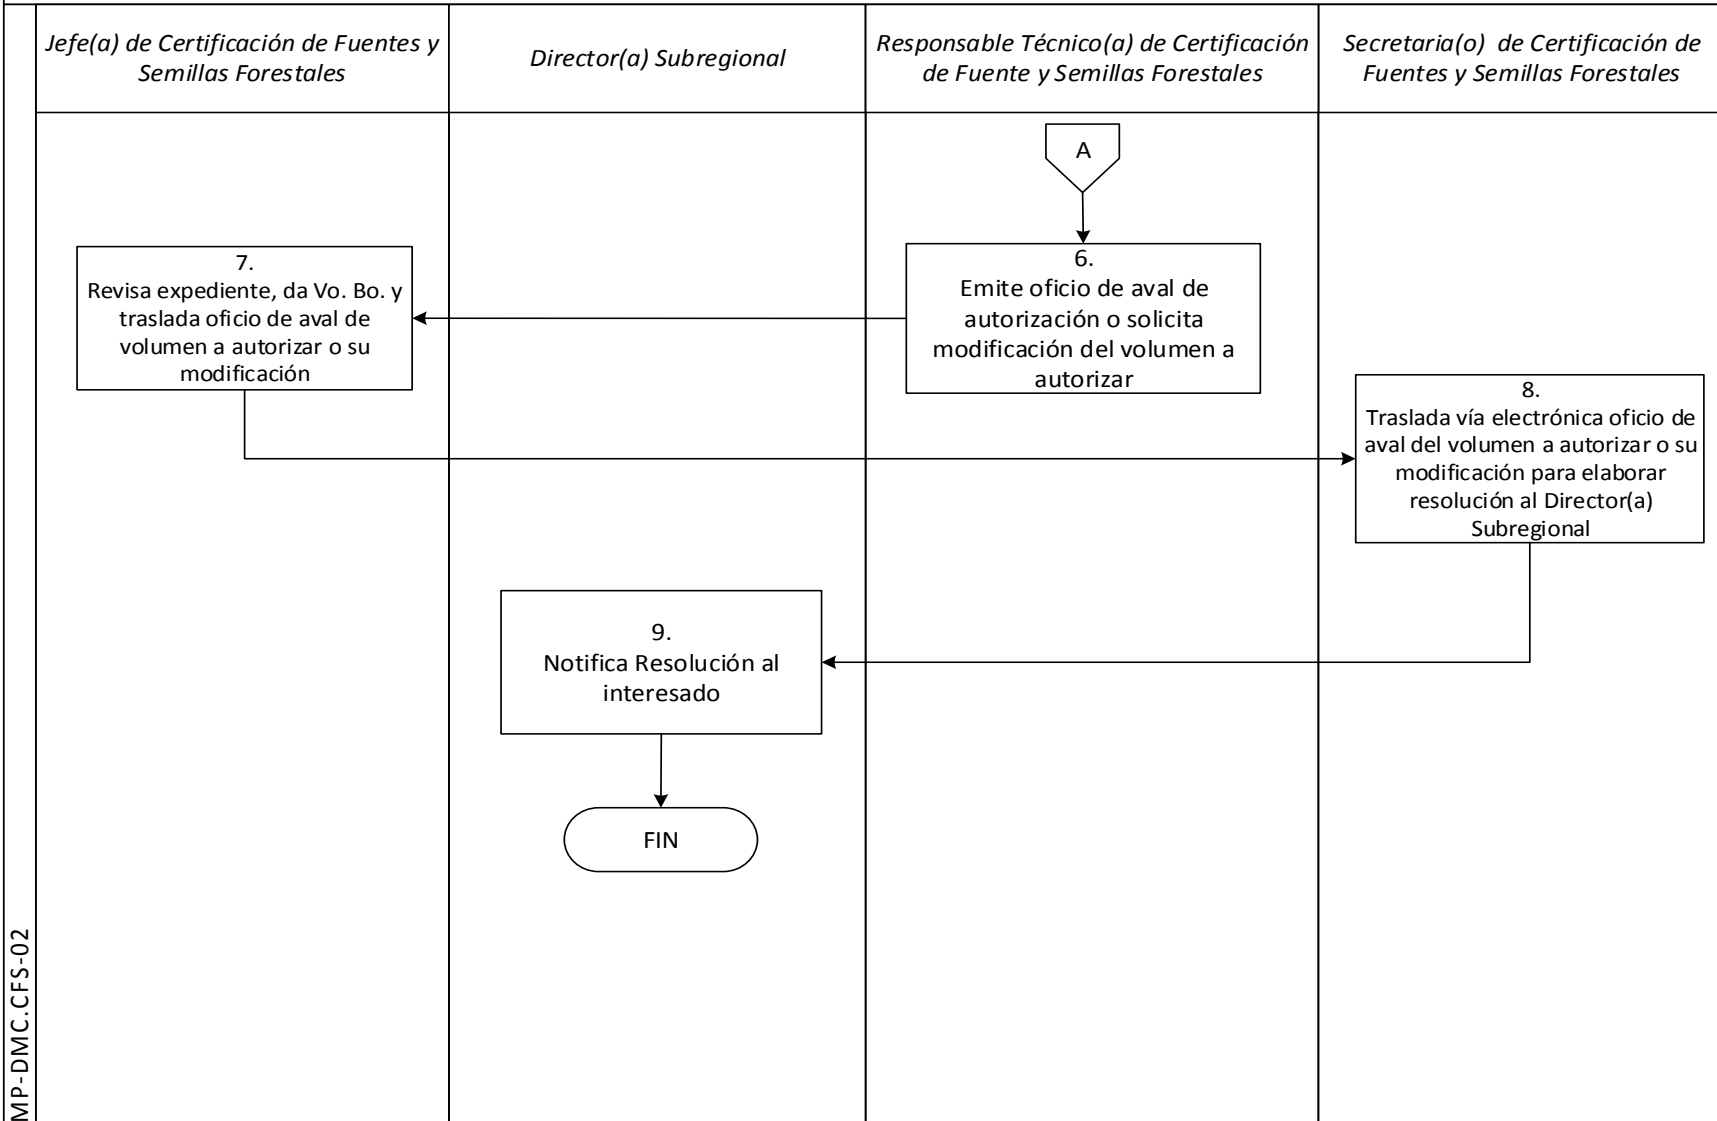 Jefe(a) de Certificación de Fuentes y
Semillas Forestales
Director(a) Subregional
Responsable Técnico(a) de Certificación
de Fuente y Semillas Forestales
Secretaria(o) de Certificación de
Fuentes y Semillas Forestales
A
6.
Emite oficio de aval de
autorización o solicita
modificación del volumen a
autorizar
7.
Revisa expediente, da Vo. Bo. y
traslada oficio de aval de
volumen a autorizar o su
modificación
8.
Traslada vía electrónica oficio de
aval del volumen a autorizar o su
modificación para elaborar
resolución al Director(a)
Subregional
9.
Notifica Resolución al
interesado
FIN
MP-DMC.CFS-02